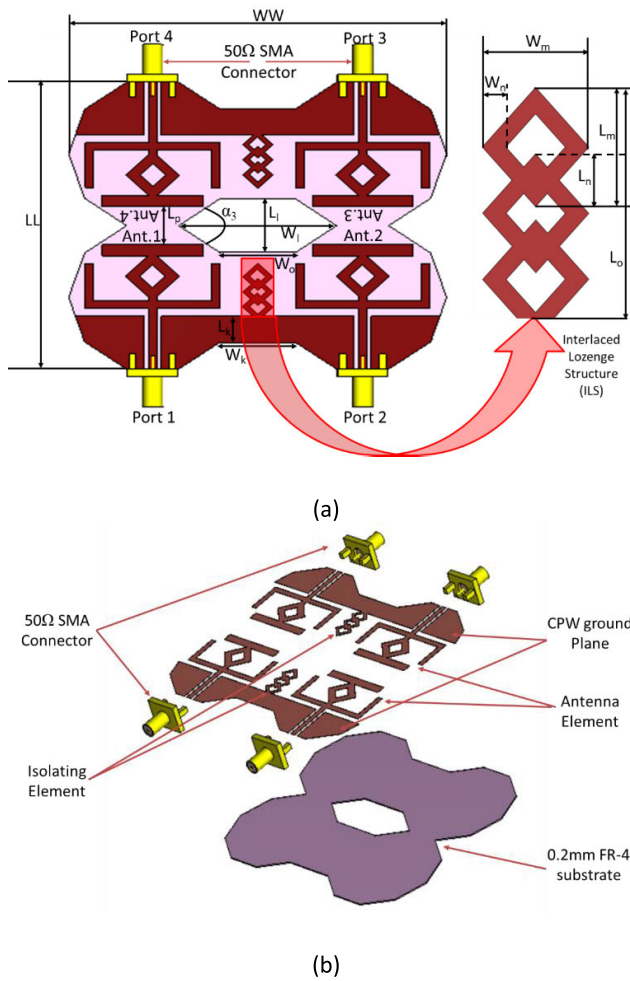 WW
Port 4
Port 3
50Ω SMA
Connector
Wm
Wn
Lm
Ln
Lo
LL
Ant.4
Lp
α3
Ll
Wl
Ant.3
Ant.1
Ant.2
Wo
Lk
Wk
Interlaced
Lozenge
Structure
(ILS)
Port 1
Port 2
(a)
50Ω SMA
Connector
CPW ground
Plane
Antenna
Element
Isolating
Element
0.2mm FR-4
substrate
(b)